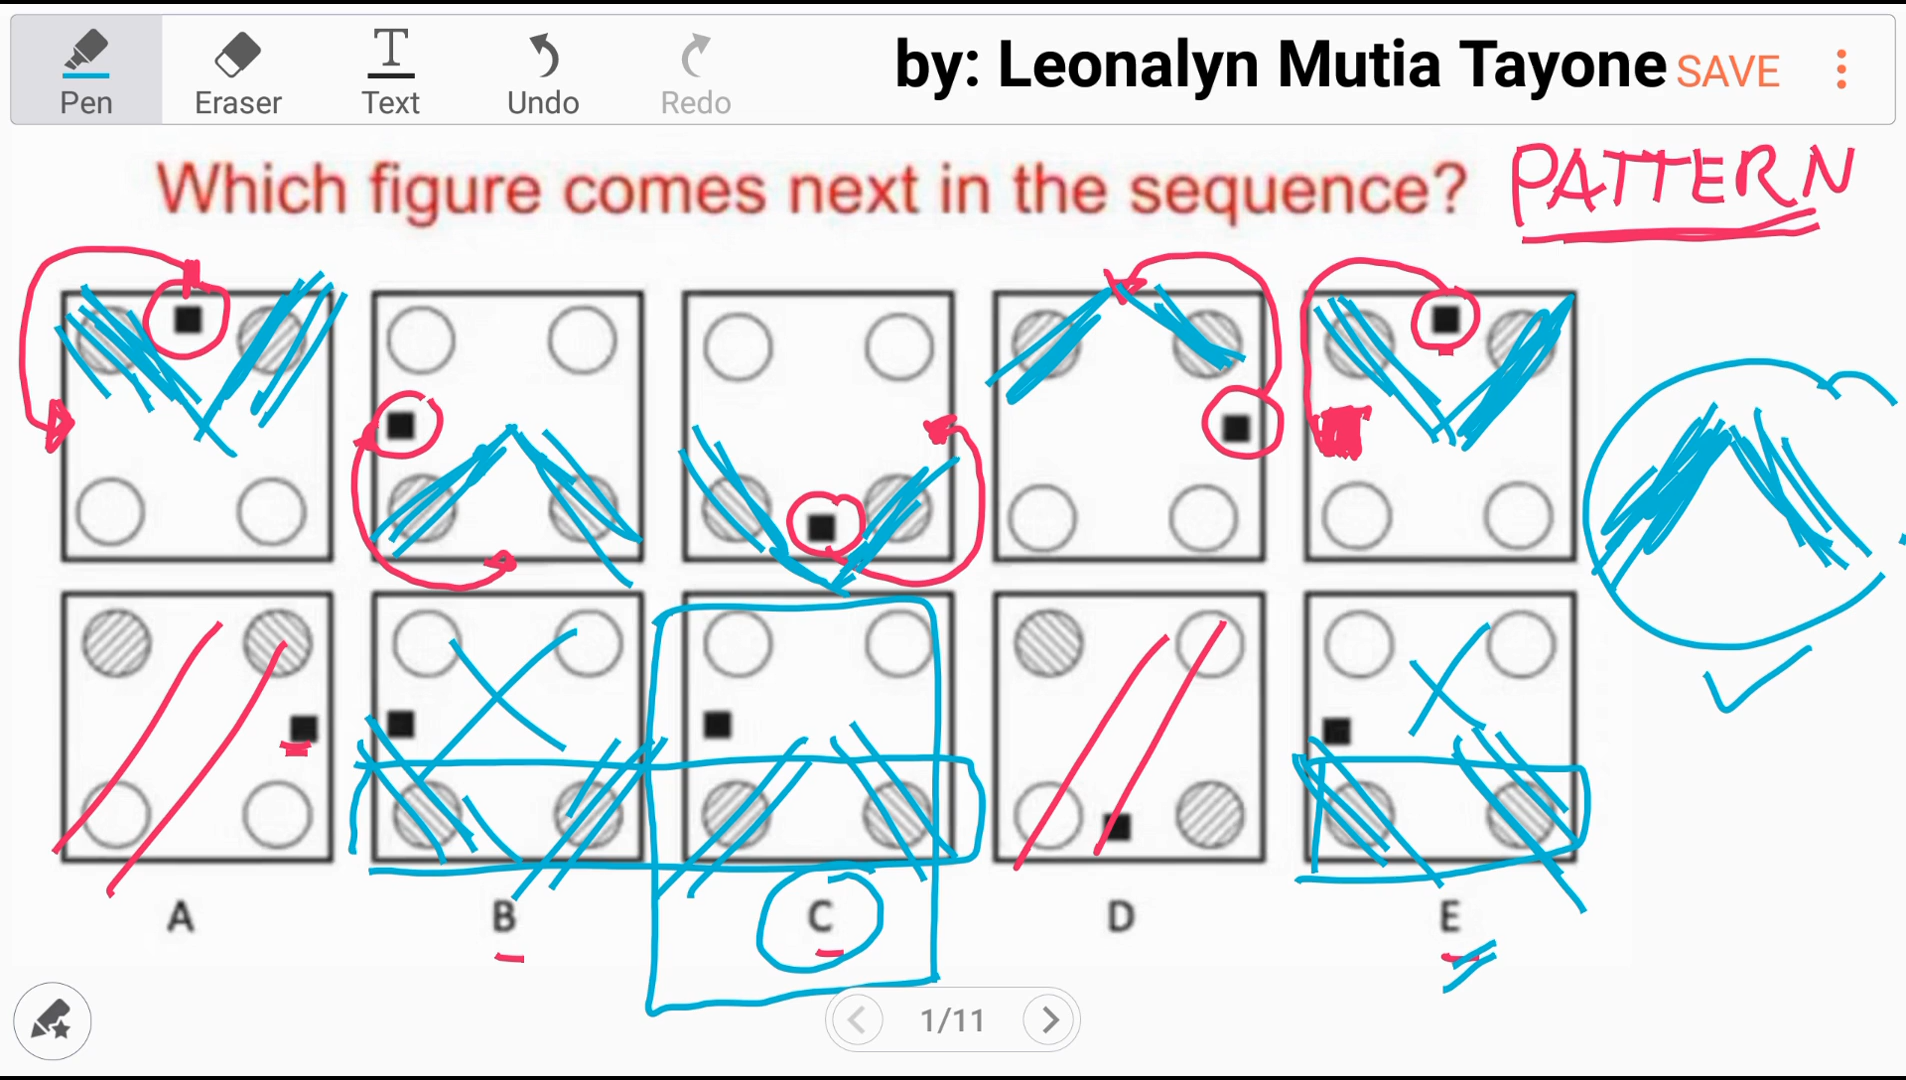 by: Leonalyn Mutia Tayone SAVE
Pen Eraser Text Undo Redo
Which figure comes next in the sequence? PATTERN
A B C D E
1/11